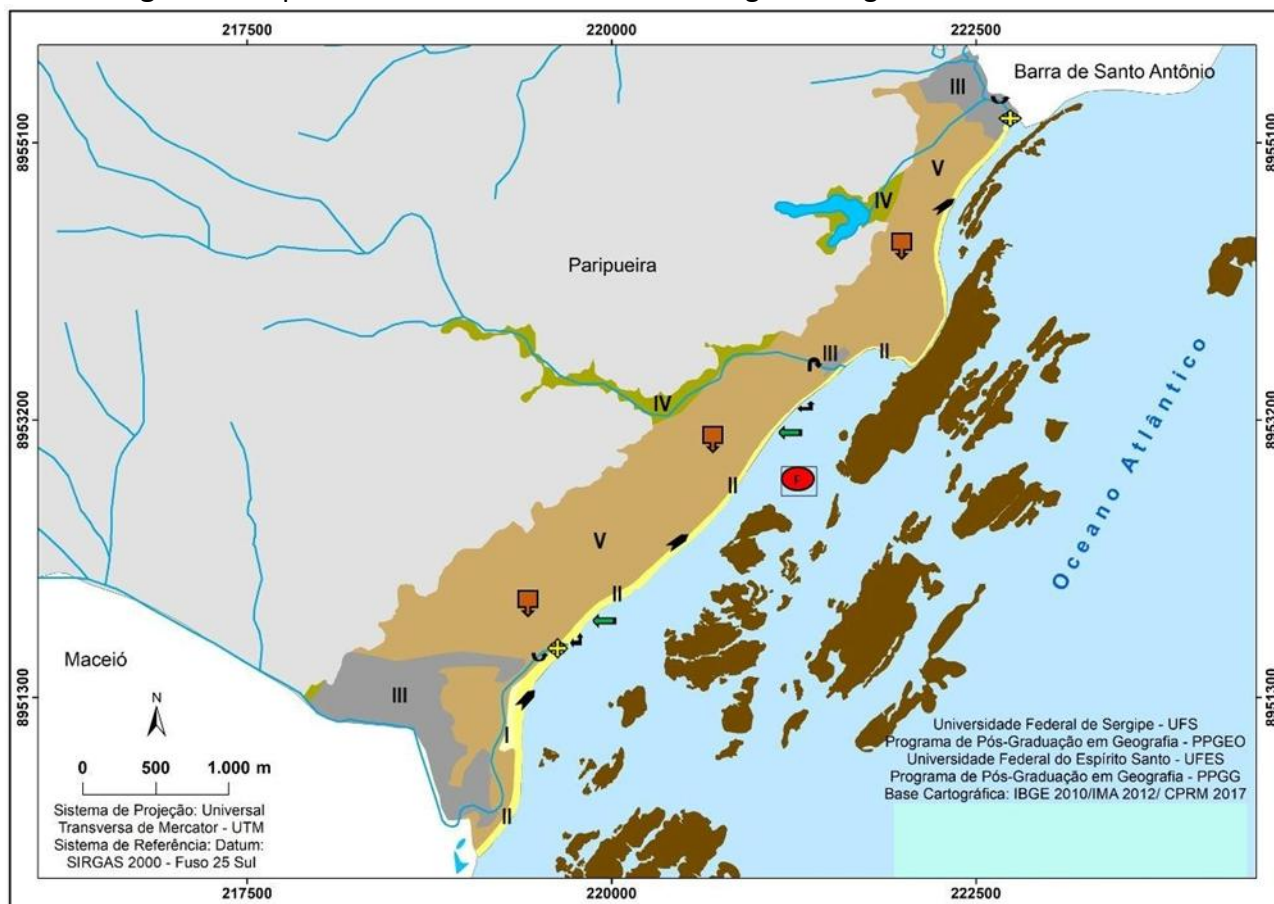 217500
220000
222500
Barra de Santo Antônio
III
8955100
8955100
V
IV
Paripueira
III
II
IV
8953200
8953200
II
Oceano Atlântico
F
V
II
Maceió
III
8951300
8951300
N
I
0 500 1.000 m
II
Sistema de Projeção: Universal
Transversa de Mercator - UTM
Sistema de Referência: Datum:
SIRGAS 2000 - Fuso 25 Sul
Universidade Federal de Sergipe - UFS
Programa de Pós-Graduação em Geografia - PPGEO
Universidade Federal do Espírito Santo - UFES
Programa de Pós-Graduação em Geografia - PPGG
Base Cartográfica: IBGE 2010/IMA 2012/ CPRM 2017
217500
220000
222500